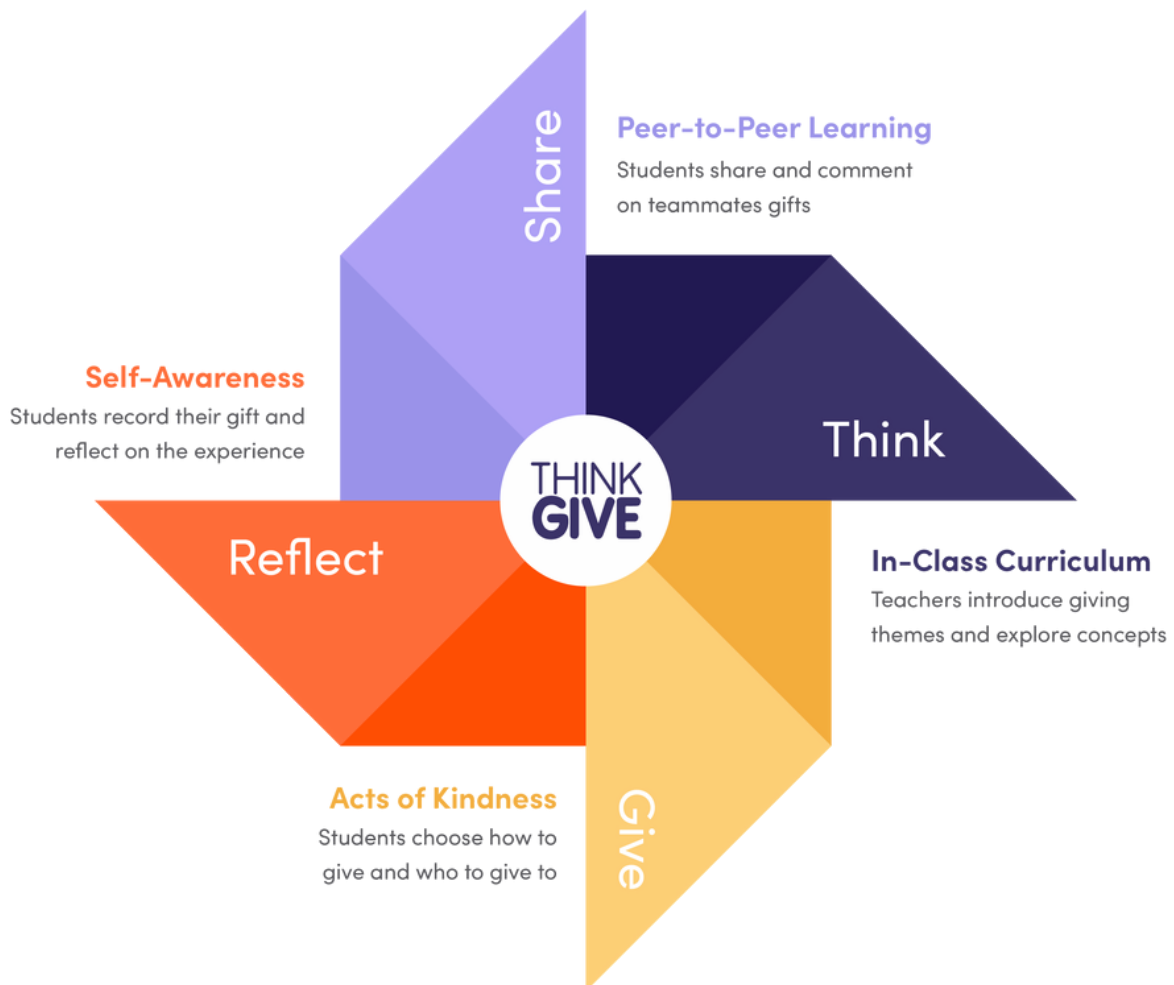 Share
Peer-to-Peer Learning
Students share and comment
on teammates gifts
Self-Awareness
Students record their gift and
reflect on the experience
Think
THINK
GIVE
Reflect
In-Class Curriculum
Teachers introduce giving
themes and explore concepts
Acts of Kindness
Students choose how to
give and who to give to
Give